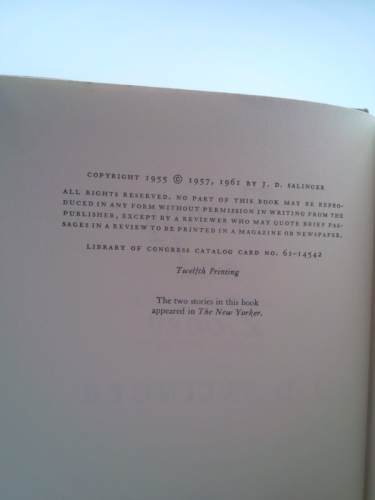 COPYRIGHT 1955 © 1957, 1961 BY J. D. SALINGER
ALL RIGHTS RESERVED. NO PART OF THIS BOOK MAY BE REPRO-
DUCED IN ANY FORM WITHOUT PERMISSION IN WRITING FROM THE
PUBLISHER, EXCEPT BY A REVIEWER WHO MAY QUOTE BRIEF PAS-
SAGES IN A REVIEW TO BE PRINTED IN A MAGAZINE OR NEWSPAPER.
LIBRARY OF CONGRESS CATALOG CARD NO. 61-14542
Twelfth Printing
The two stories in this book
appeared in The New Yorker.